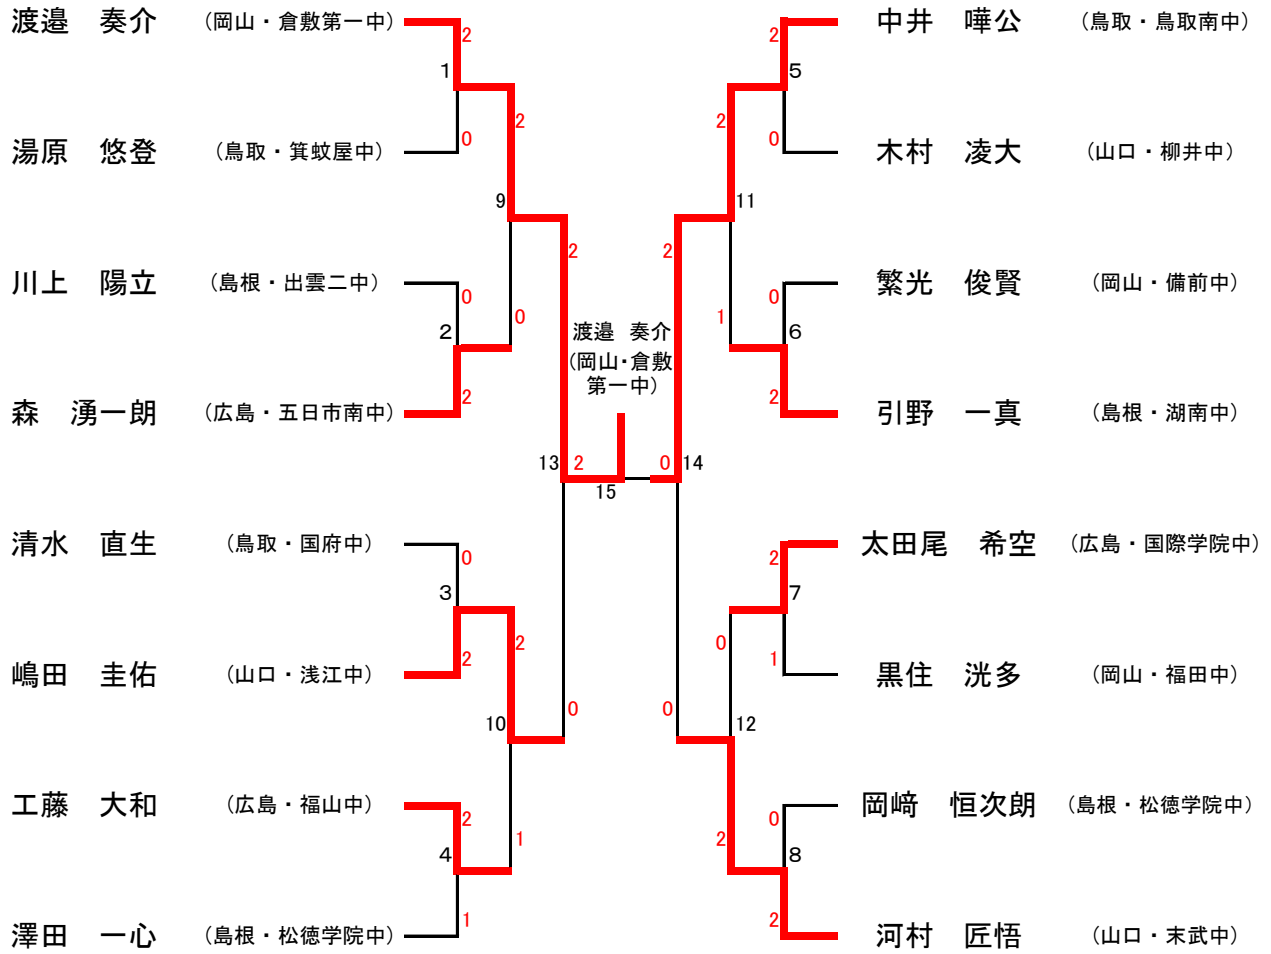 渡邉　奏介 (岡山・倉敷第一中)
2
1
0
湯原　悠登 (鳥取・箕蚊屋中)
2
9
0
川上　陽立 (島根・出雲二中)
0
2
2
森　湧一朗 (広島・五日市南中)
2
13
0
清水　直生 (鳥取・国府中)
0
3
2
嶋田　圭佑 (山口・浅江中)
2
10
1
工藤　大和 (広島・福山中)
2
4
1
澤田　一心 (島根・松徳学院中)
渡邉　奏介
(岡山・倉敷
第一中)
2
15
0
中井　嘩公 (鳥取・鳥取南中)
2
5
0
木村　凌大 (山口・柳井中)
2
11
1
繁光　俊賢 (岡山・備前中)
0
6
2
引野　一真 (島根・湖南中)
2
14
0
太田尾　希空 (広島・国際学院中)
2
7
1
黒住　洸多 (岡山・福田中)
0
12
2
岡﨑　恒次朗 (島根・松徳学院中)
0
8
2
河村　匠悟 (山口・末武中)